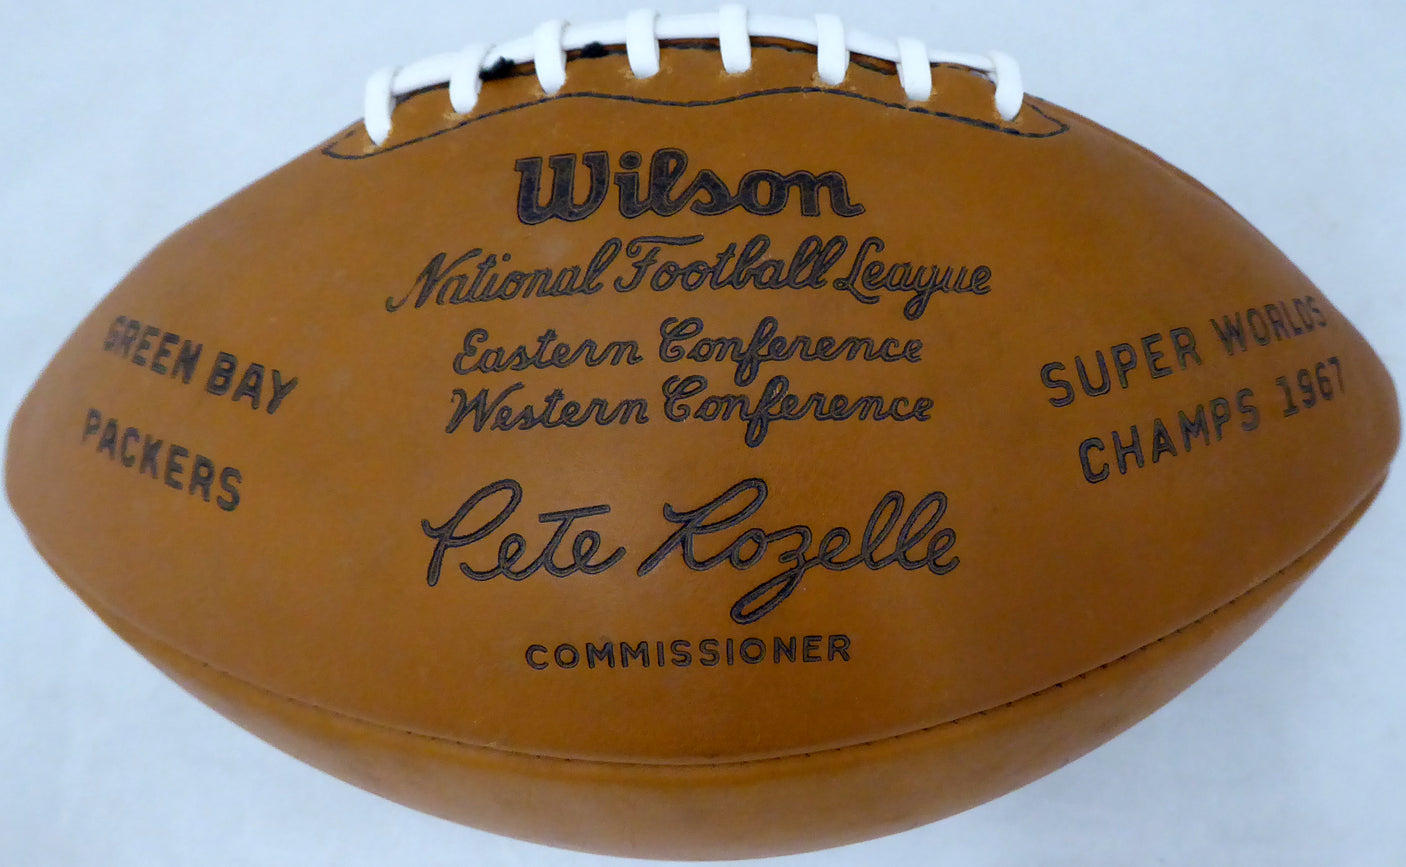 Wilson
National Football League
Eastern Conference
Western Conference
Pete Rozelle
COMMISSIONER
GREEN BAY
PACKERS
SUPER WORLDS
CHAMPS 1967